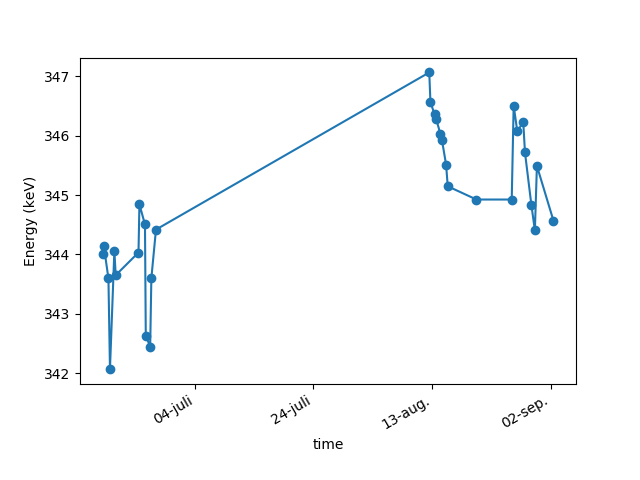 347
346
345
344
343
342
Energy (keV)
04-juli
24-juli
13-aug.
02-sep.
time